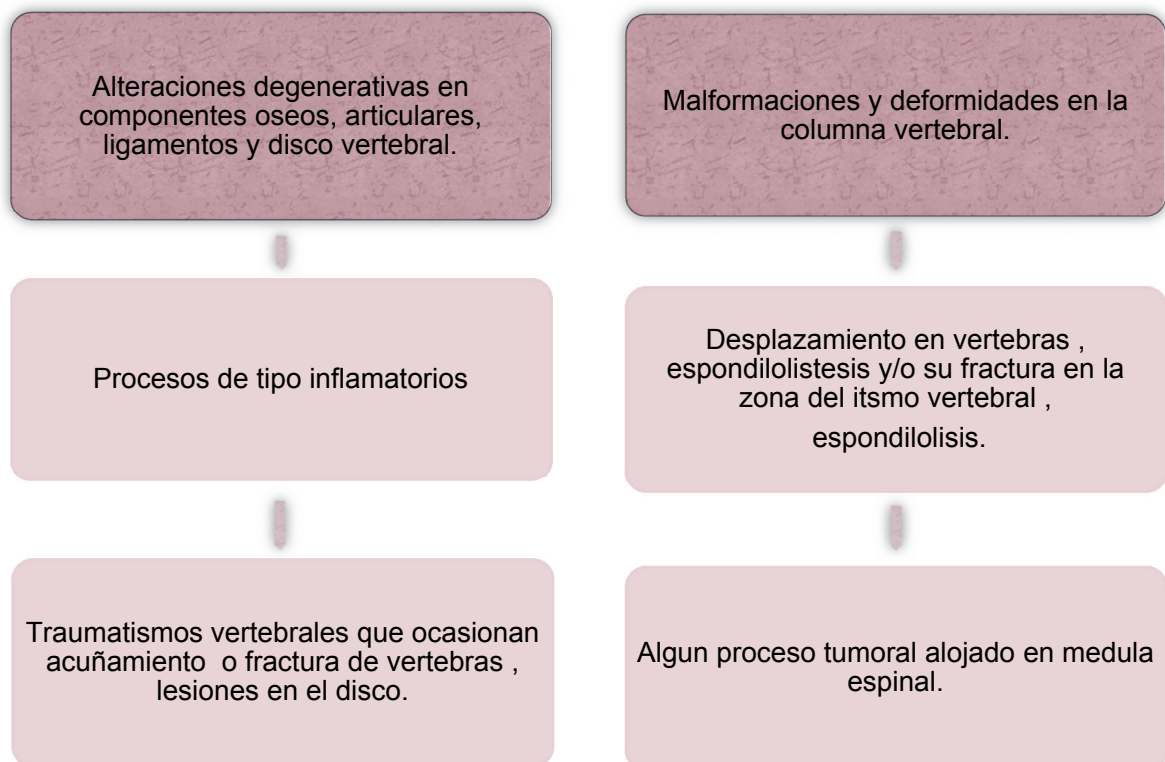 Alteraciones degenerativas en
componentes oseos, articulares,
ligamentos y disco vertebral.
Procesos de tipo inflamatorios
Traumatismos vertebrales que ocasionan
acuñamiento o fractura de vertebras ,
lesiones en el disco.
Malformaciones y deformidades en la
columna vertebral.
Desplazamiento en vertebras ,
espondilolistesis y/o su fractura en la
zona del itsmo vertebral ,
espondilolisis.
Algun proceso tumoral alojado en medula
espinal.